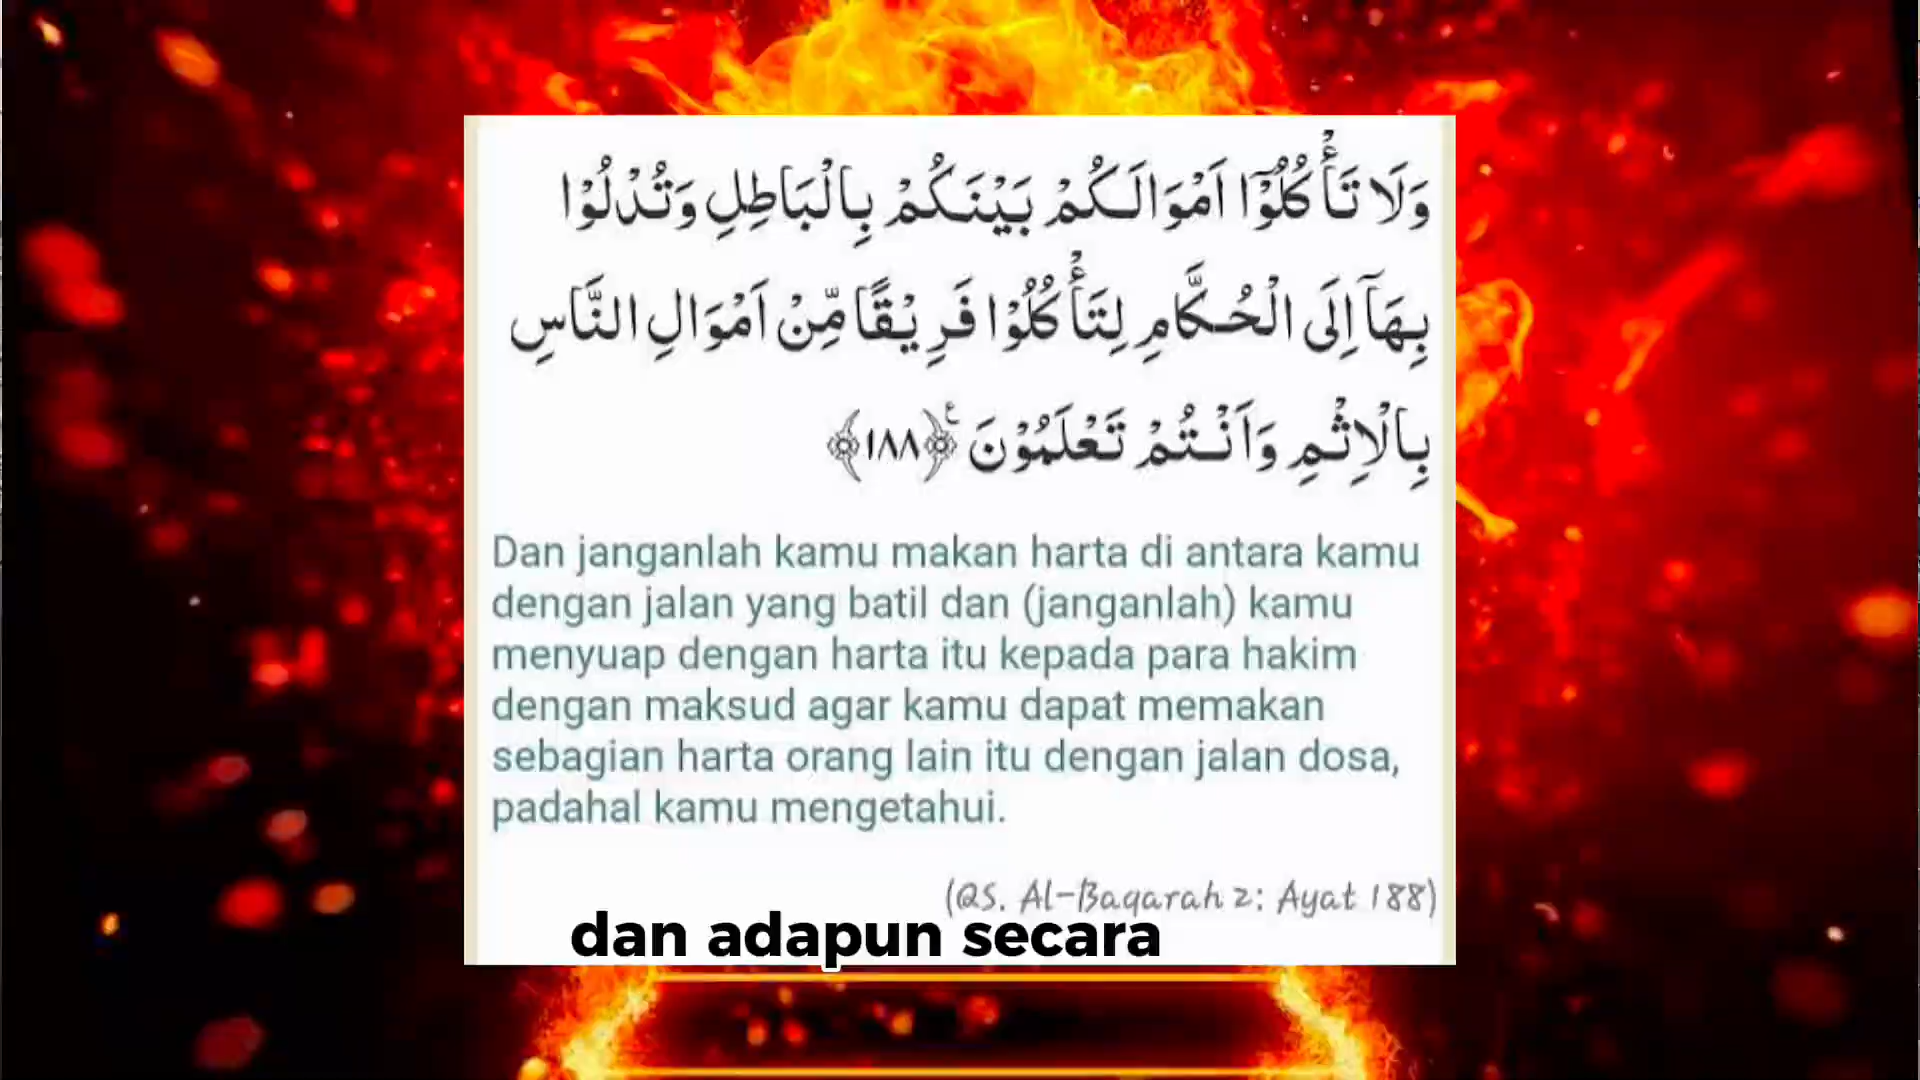 وَلَا تَأْكُلُوْٓا اَمْوَالَكُمْ بَيْنَكُمْ بِالْبَاطِلِ وَتُدْلُوْا
بِهَآ اِلَى الْحُكَّامِ لِتَأْكُلُوْا فَرِيْقًا مِّنْ اَمْوَالِ النَّاسِ
بِالْاِثْمِ وَاَنْتُمْ تَعْلَمُوْنَ ࣖ ﴿١٨٨﴾
Dan janganlah kamu makan harta di antara kamu
dengan jalan yang batil dan (janganlah) kamu
menyuap dengan harta itu kepada para hakim
dengan maksud agar kamu dapat memakan
sebagian harta orang lain itu dengan jalan dosa,
padahal kamu mengetahui.
(QS. Al-Baqarah 2: Ayat 188)
dan adapun secara